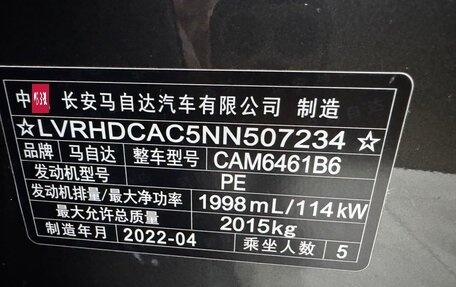 中 长安马自达汽车有限公司 制造
☆LVRHDCAC5NN507234☆
品牌 马自达 整车型号 CAM6461B6
发动机型号 PE
发动机排量/最大净功率 1998mL/114kW
最大允许总质量 2015kg
制造年月 2022-04 乘坐人数 5